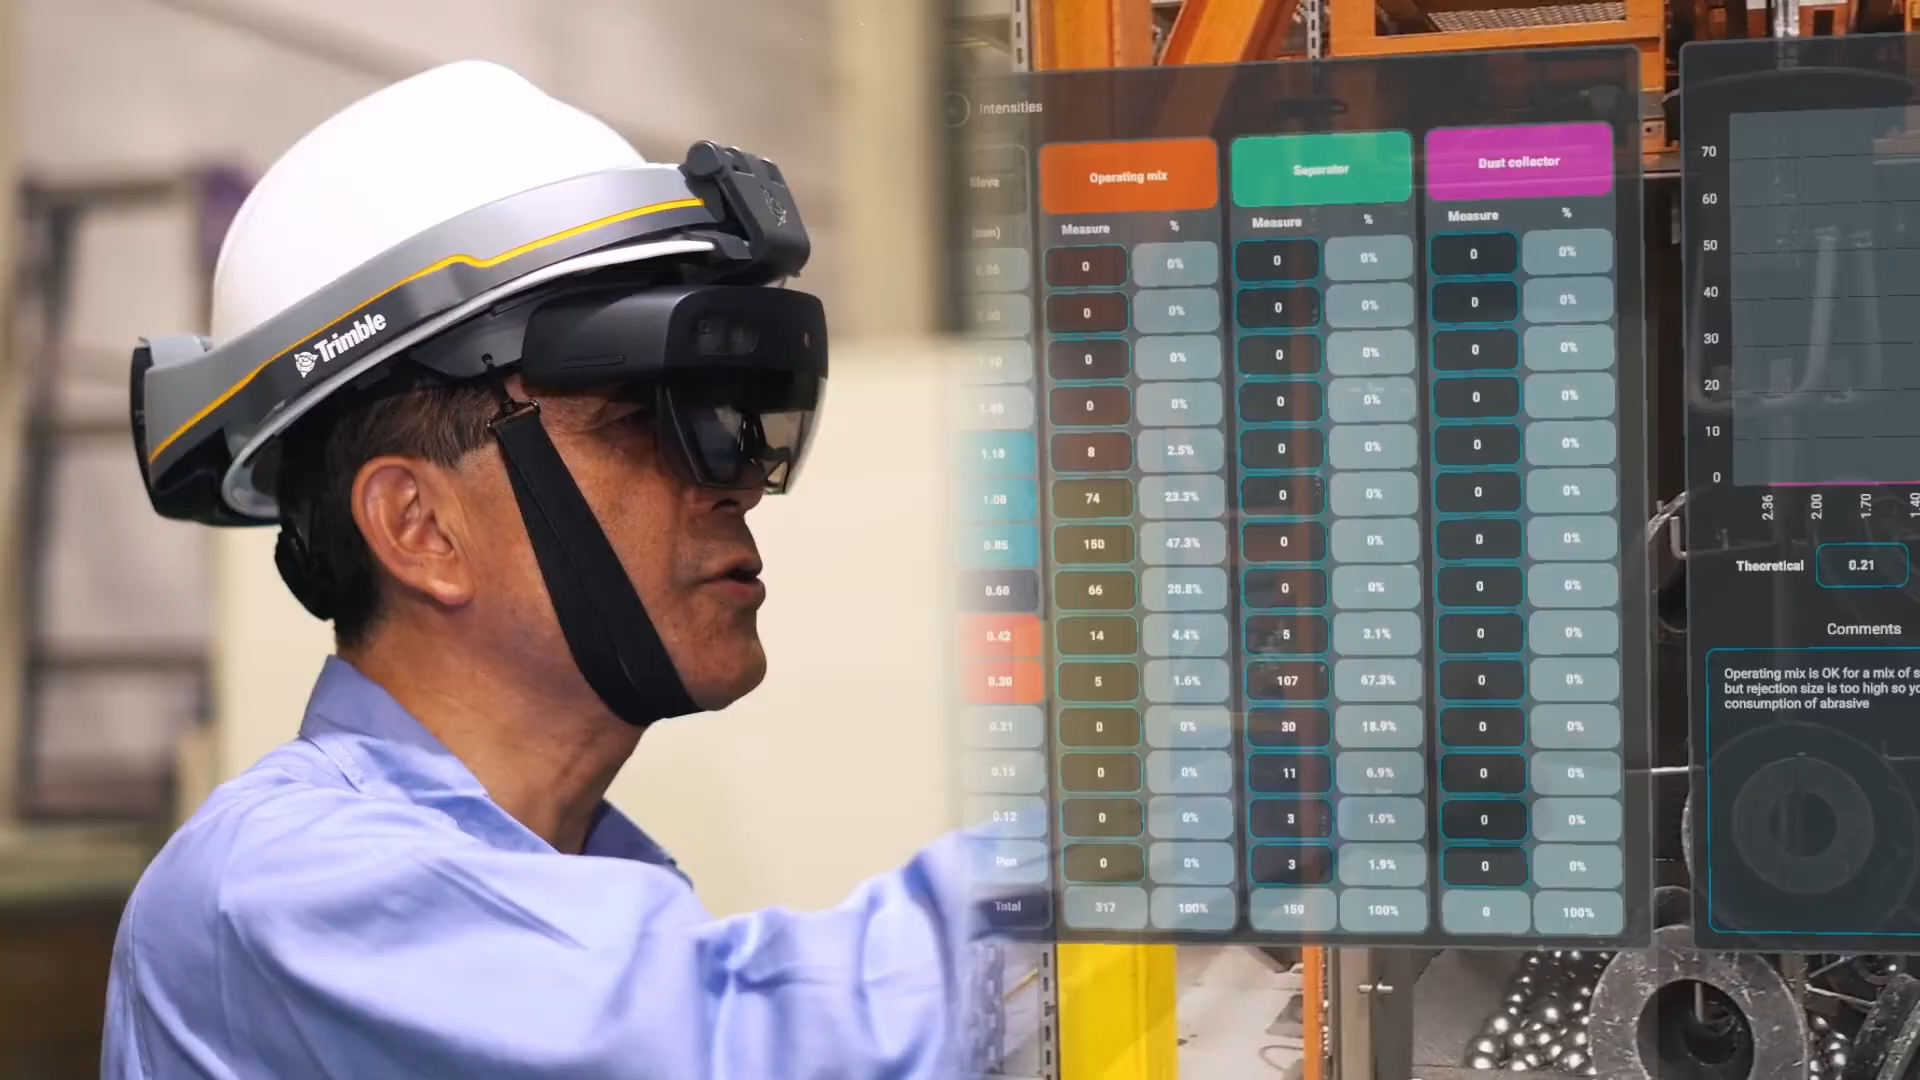 Trimble
Intensities
Sieve
Operating mix
Separator
Dust collector
(mm)
Measure % Measure % Measure %
0 0% 0 0% 0 0%
0 0% 0 0% 0 0%
0 0% 0 0% 0 0%
1.40 0 0% 0 0% 0 0%
1.18 8 2.5% 0 0% 0 0%
1.00 74 23.3% 0 0% 0 0%
0.85 150 47.3% 0 0% 0 0%
0.60 66 20.8% 0 0% 0 0%
0.42 14 4.4% 5 3.1% 0 0%
0.30 5 1.6% 107 67.3% 0 0%
0.21 0 0% 30 18.9% 0 0%
0.15 0 0% 11 6.9% 0 0%
0.12 0 0% 3 1.9% 0 0%
Pan 0 0% 3 1.9% 0 0%
Total 317 100% 159 100% 0 100%
70
60
50
40
30
20
10
0
2.36 2.00 1.70 1.40
Theoretical 0.21
Comments
Operating mix is OK for a mix of s
but rejection size is too high so yo
consumption of abrasive